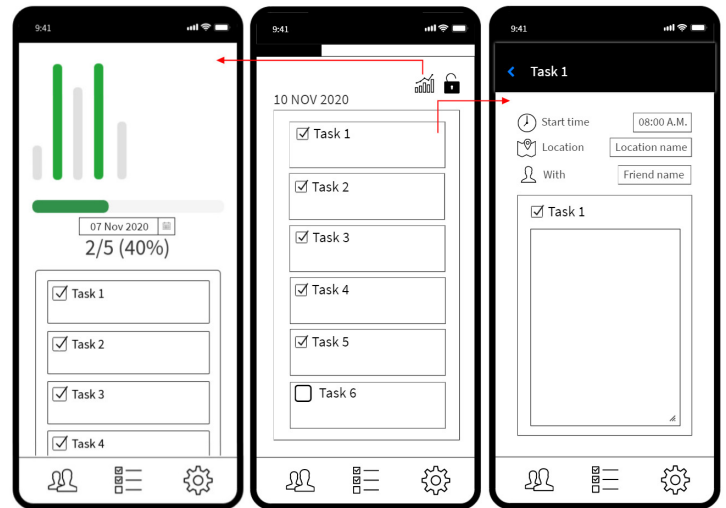 9:41
07 Nov 2020
2/5 (40%)
Task 1
Task 2
Task 3
Task 4
9:41
10 NOV 2020
Task 1
Task 2
Task 3
Task 4
Task 5
Task 6
9:41
Task 1
Start time 08:00 A.M.
Location Location name
With Friend name
Task 1